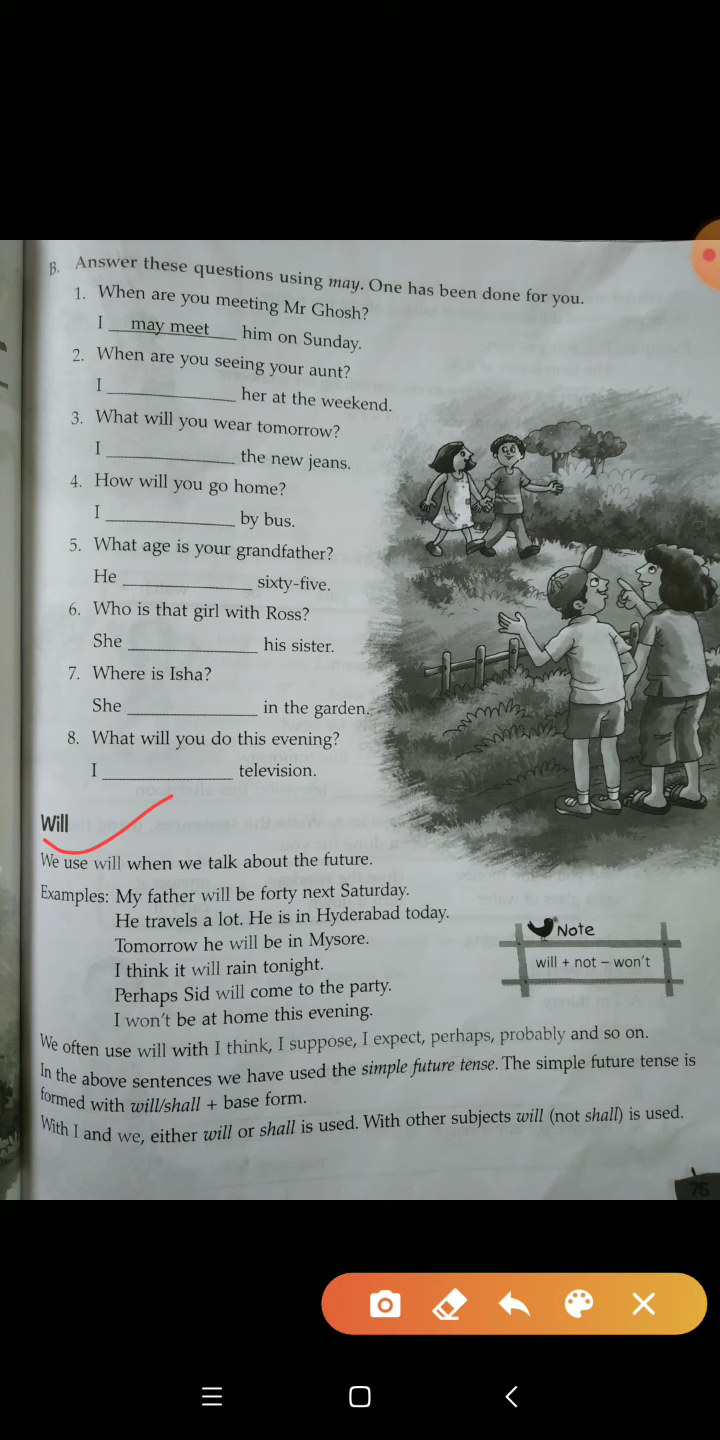 B. Answer these questions using may. One has been done for you.
1. When are you meeting Mr Ghosh?
I may meet him on Sunday.
2. When are you seeing your aunt?
I ____________ her at the weekend.
3. What will you wear tomorrow?
I ____________ the new jeans.
4. How will you go home?
I ____________ by bus.
5. What age is your grandfather?
He ____________ sixty-five.
6. Who is that girl with Ross?
She ____________ his sister.
7. Where is Isha?
She ____________ in the garden.
8. What will you do this evening?
I ____________ television.
Will
We use will when we talk about the future.
Examples: My father will be forty next Saturday.
He travels a lot. He is in Hyderabad today.
Tomorrow he will be in Mysore.
I think it will rain tonight.
Perhaps Sid will come to the party.
I won't be at home this evening.
Note
will + not – won't
We often use will with I think, I suppose, I expect, perhaps, probably and so on.
In the above sentences we have used the simple future tense. The simple future tense is
formed with will/shall + base form.
With I and we, either will or shall is used. With other subjects will (not shall) is used.
75